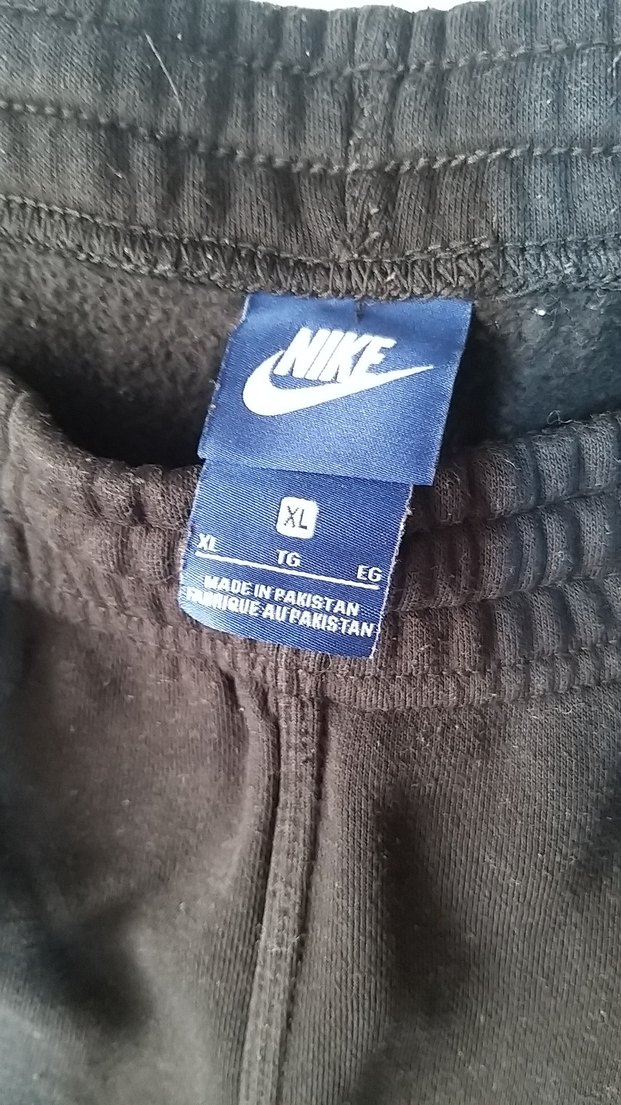 NIKE
XL
XL TG EG
MADE IN PAKISTAN
FABRIQUE AU PAKISTAN